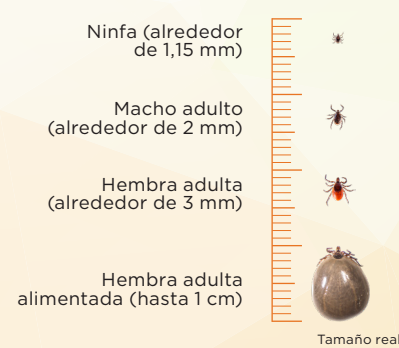 Ninfa (alrededor
de 1,15 mm)
Macho adulto
(alrededor de 2 mm)
Hembra adulta
(alrededor de 3 mm)
Hembra adulta
alimentada (hasta 1 cm)
Tamaño real